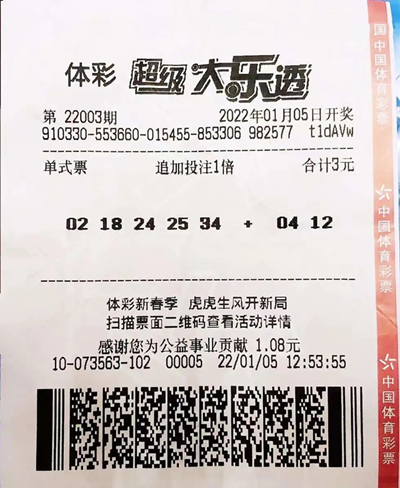 体彩 超级大乐透
第 22003期 2022年01月05日开奖
910330-553660-015455-853306 982577 t1dAVw
单式票 追加投注1倍 合计3元
02 18 24 25 34 + 04 12
体彩新春季 虎虎生风开新局
扫描票面二维码查看活动详情
感谢您为公益事业贡献 1.08元
10-073563-102 00005 22/01/05 12:53:55
国 中国体育彩票
中国体育彩票
中国体育彩票